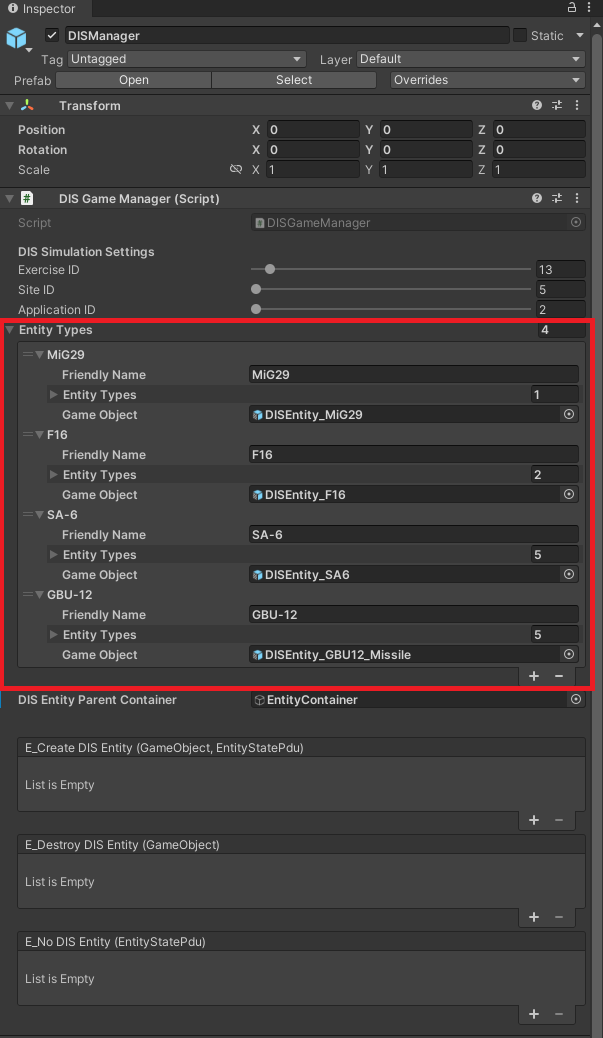 Inspector
DISManager
Static
Tag Untagged Layer Default
Prefab Open Select Overrides
Transform
Position X 0 Y 0 Z 0
Rotation X 0 Y 0 Z 0
Scale X 1 Y 1 Z 1
# DIS Game Manager (Script)
Script DISGameManager
DIS Simulation Settings
Exercise ID 13
Site ID 5
Application ID 2
Entity Types 4
MiG29
Friendly Name MiG29
Entity Types 1
Game Object DISEntity_MiG29
F16
Friendly Name F16
Entity Types 2
Game Object DISEntity_F16
SA-6
Friendly Name SA-6
Entity Types 5
Game Object DISEntity_SA6
GBU-12
Friendly Name GBU-12
Entity Types 5
Game Object DISEntity_GBU12_Missile
+ −
DIS Entity Parent Container EntityContainer
E_Create DIS Entity (GameObject, EntityStatePdu)
List is Empty
+ −
E_Destroy DIS Entity (GameObject)
List is Empty
+ −
E_No DIS Entity (EntityStatePdu)
List is Empty
+ −